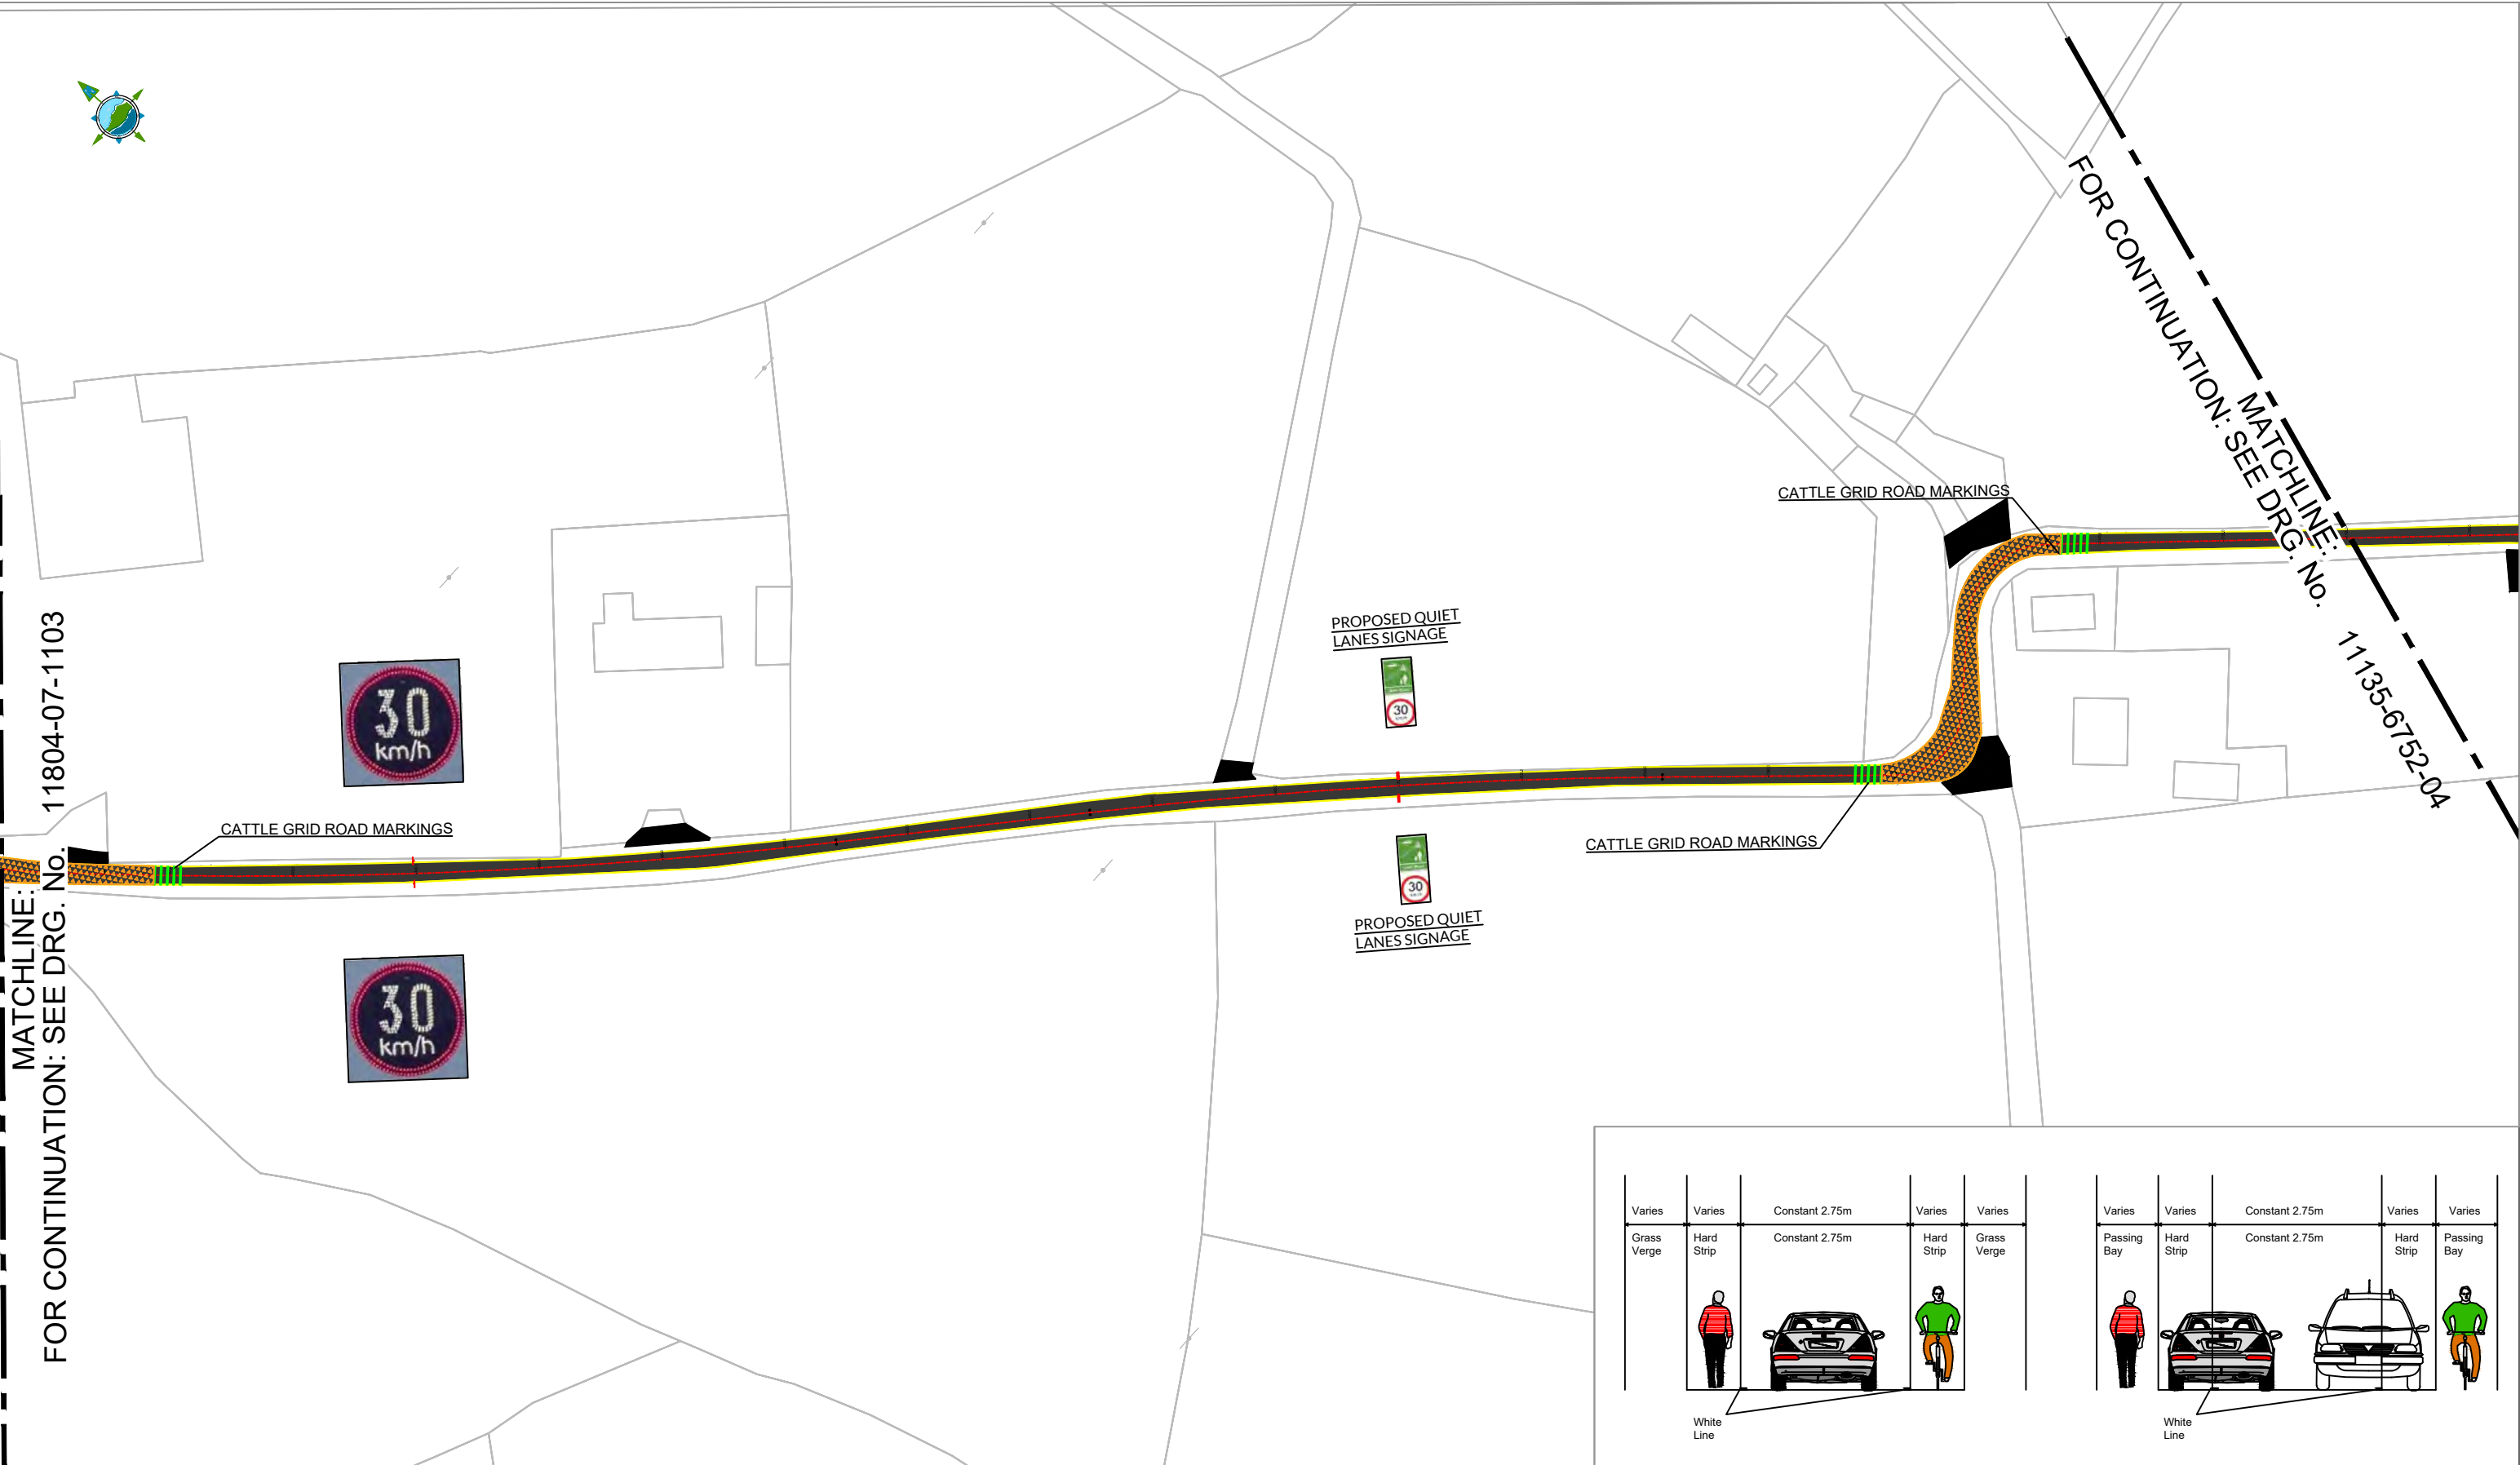 MATCHLINE:
FOR CONTINUATION: SEE DRG. No. 11804-07-1103
30
km/h
30
km/h
CATTLE GRID ROAD MARKINGS
PROPOSED QUIET
LANES SIGNAGE
30
30
PROPOSED QUIET
LANES SIGNAGE
CATTLE GRID ROAD MARKINGS
CATTLE GRID ROAD MARKINGS
MATCHLINE:
FOR CONTINUATION: SEE DRG. No. 11135-6752-04
Varies Varies Constant 2.75m Varies Varies
Grass Hard Constant 2.75m Hard Grass
Verge Strip Strip Verge
White
Line
Varies Varies Constant 2.75m Varies Varies
Passing Hard Constant 2.75m Hard Passing
Bay Strip Strip Bay
White
Line